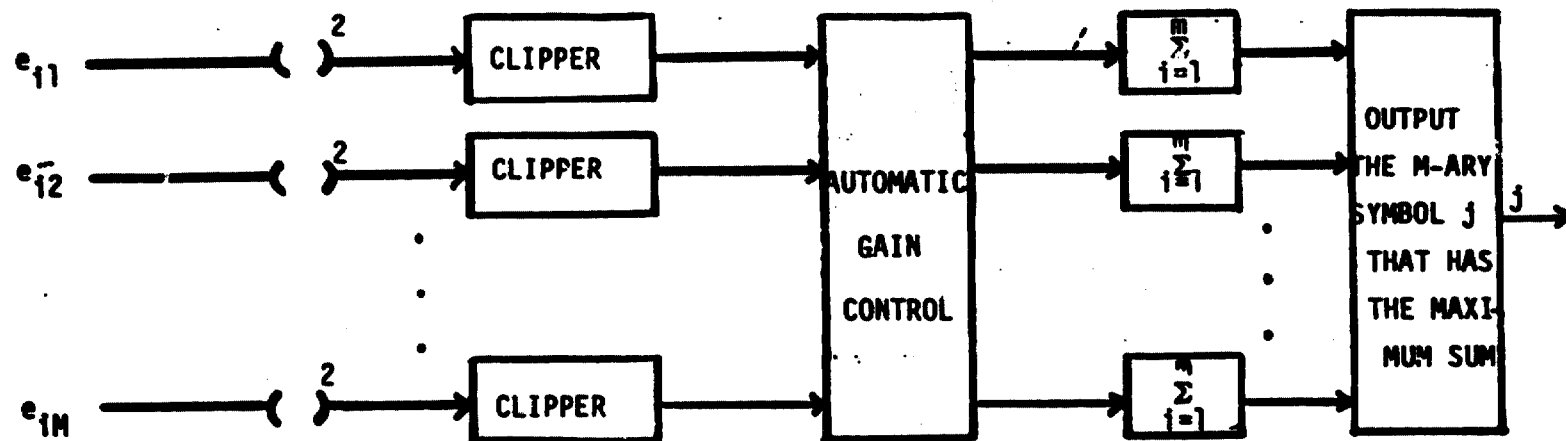 e_i1 ( )^2 CLIPPER
m
Σ
i=1
e_i2 ( )^2 CLIPPER
m
Σ
i=1
AUTOMATIC
GAIN
CONTROL
OUTPUT
THE M-ARY
SYMBOL j
THAT HAS
THE MAXI-
MUM SUM
j
e_iM ( )^2 CLIPPER
m
Σ
i=1